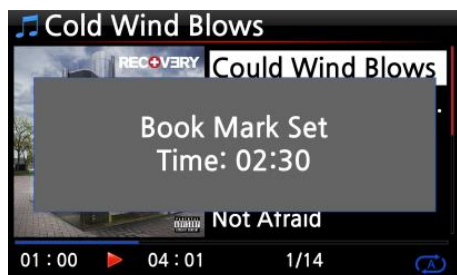 Cold Wind Blows
RECOVERY
Could Wind Blows
Book Mark Set
Time: 02:30
Not Afraid
01:00
04:01
1/14
A